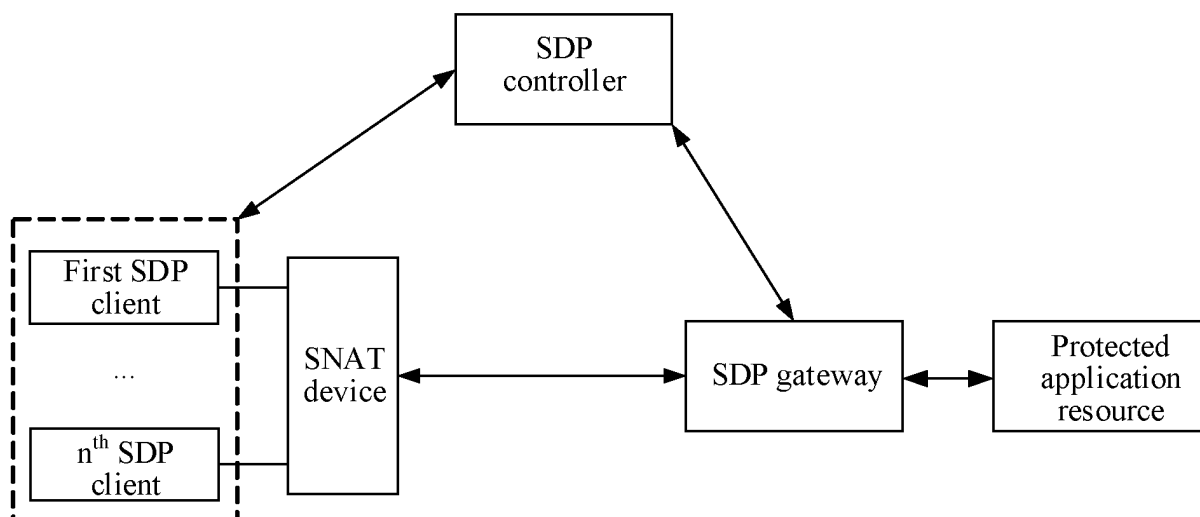 SDP
controller
First SDP
client
...
nth SDP
client
SNAT
device
SDP gateway
Protected
application
resource